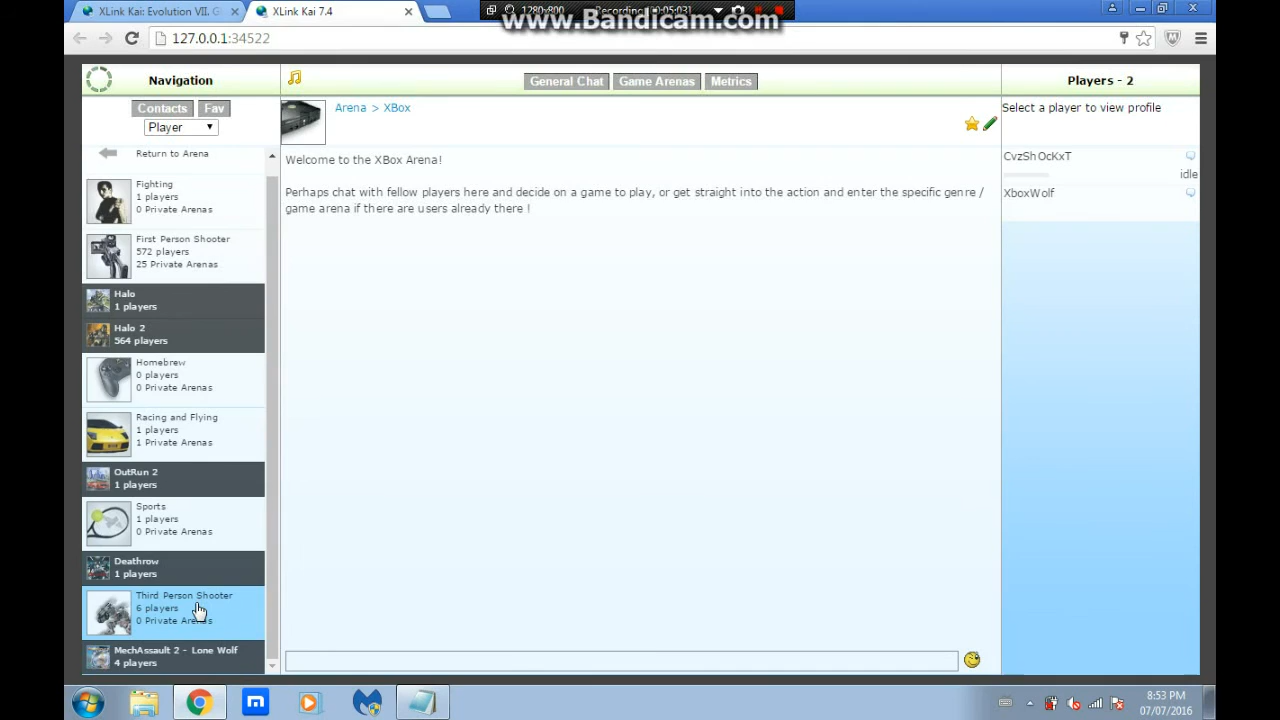 XLink Kai: Evolution VII. G
XLink Kai 7.4
1280x800
Recording [00:05:03]
www.Bandicam.com
127.0.0.1:34522
Navigation
General Chat
Game Arenas
Metrics
Players - 2
Contacts
Fav
Player
Arena > XBox
Select a player to view profile
Return to Arena
Fighting
1 players
0 Private Arenas
First Person Shooter
572 players
25 Private Arenas
Halo
1 players
Halo 2
564 players
Homebrew
0 players
0 Private Arenas
Racing and Flying
1 players
1 Private Arenas
OutRun 2
1 players
Sports
1 players
0 Private Arenas
Deathrow
1 players
Third Person Shooter
6 players
0 Private Arenas
MechAssault 2 - Lone Wolf
4 players
Welcome to the XBox Arena!
Perhaps chat with fellow players here and decide on a game to play, or get straight into the action and enter the specific genre /
game arena if there are users already there !
CvzShOcKxT
idle
XboxWolf
8:53 PM
07/07/2016